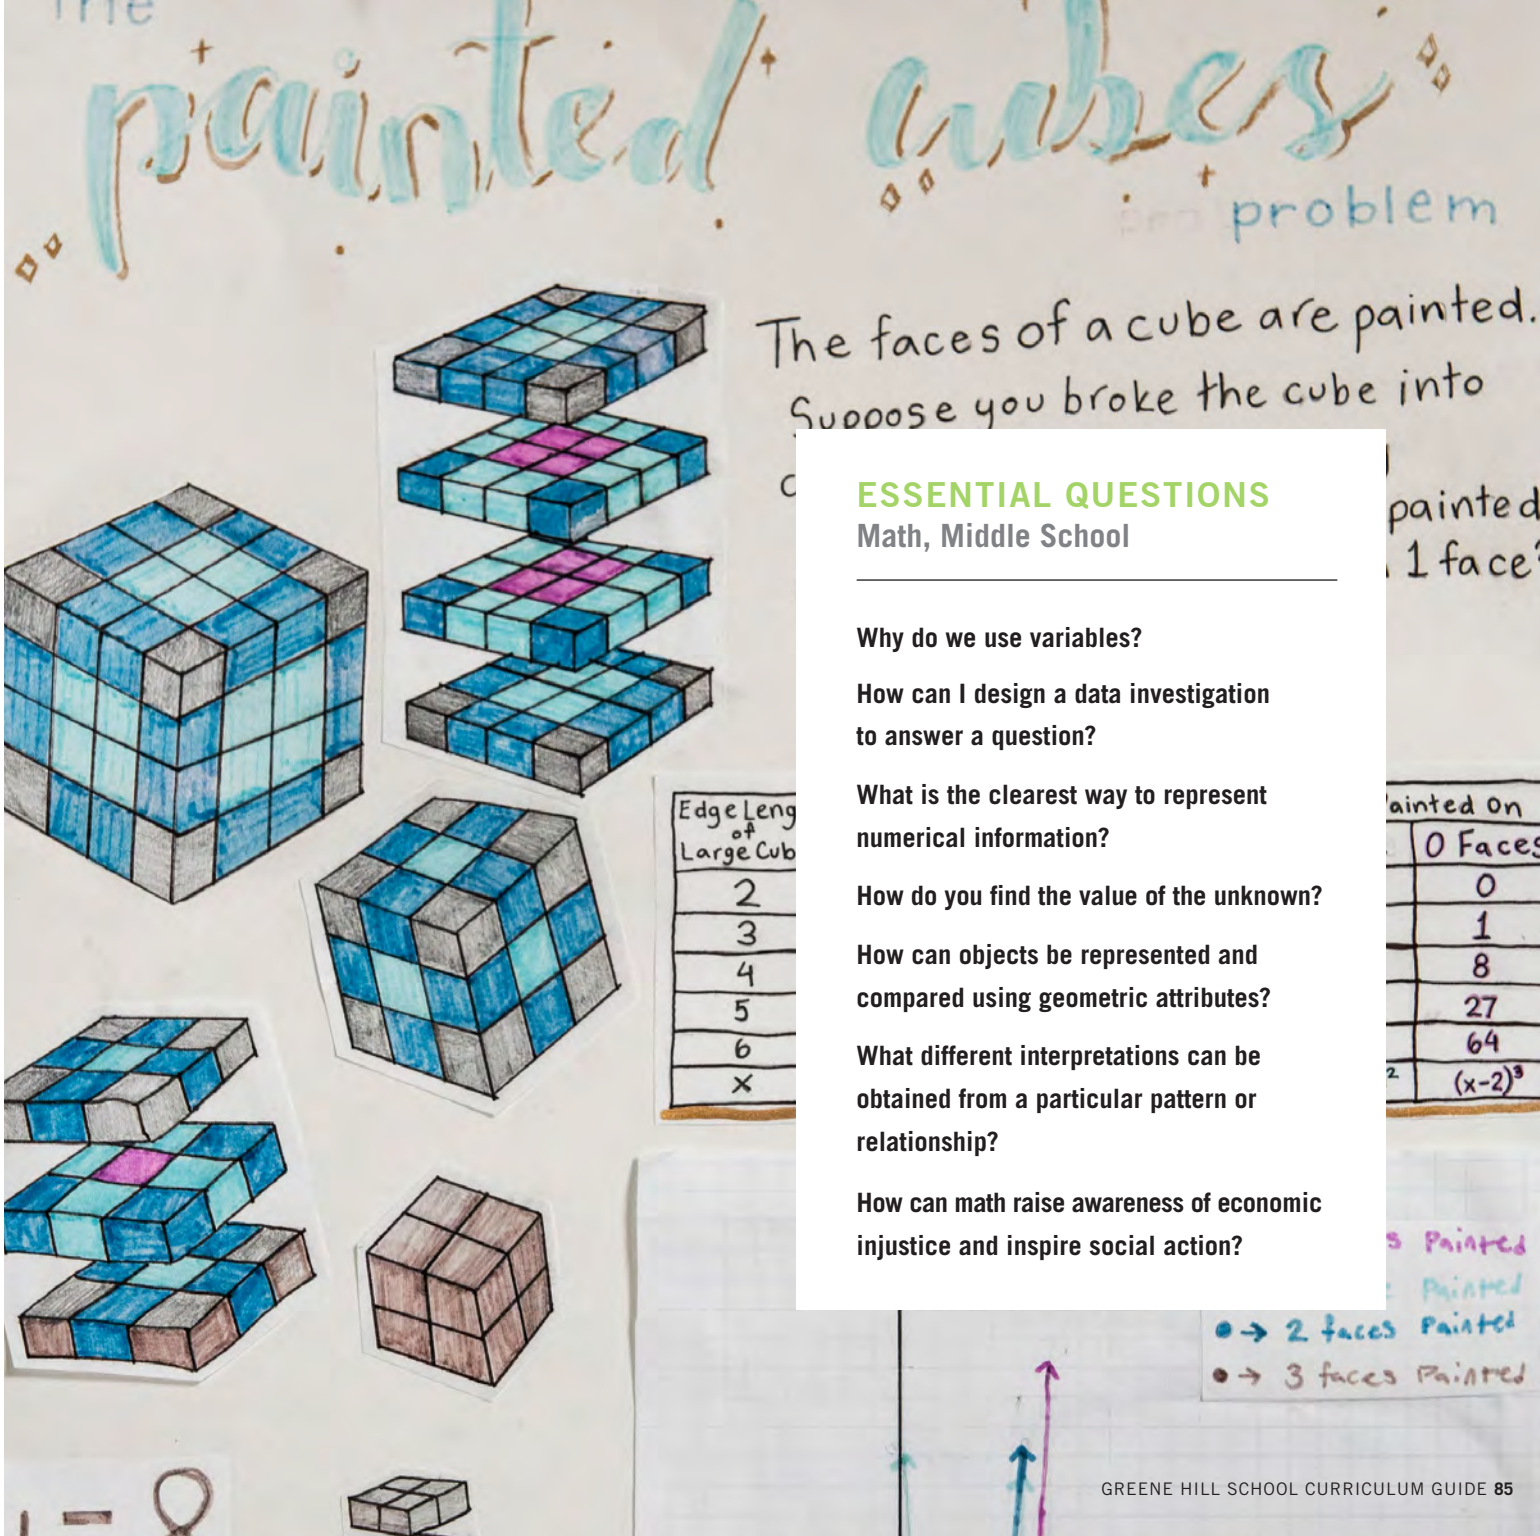 the
painted cubes
problem
The faces of a cube are painted.
Suppose you broke the cube into
painted
1 face?
ESSENTIAL QUESTIONS
Math, Middle School
Why do we use variables?
How can I design a data investigation
to answer a question?
What is the clearest way to represent
numerical information?
How do you find the value of the unknown?
How can objects be represented and
compared using geometric attributes?
What different interpretations can be
obtained from a particular pattern or
relationship?
How can math raise awareness of economic
injustice and inspire social action?
Edge Leng
of
Large Cub
2
3
4
5
6
x
ainted On
0 Faces
0
1
8
27
64
2 (x-2)³
s Painted
Painted
→ 2 faces Painted
→ 3 faces Painted
8
GREENE HILL SCHOOL CURRICULUM GUIDE 85